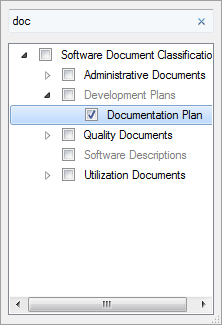 doc
Software Document Classificatio
Administrative Documents
Development Plans
Documentation Plan
Quality Documents
Software Descriptions
Utilization Documents